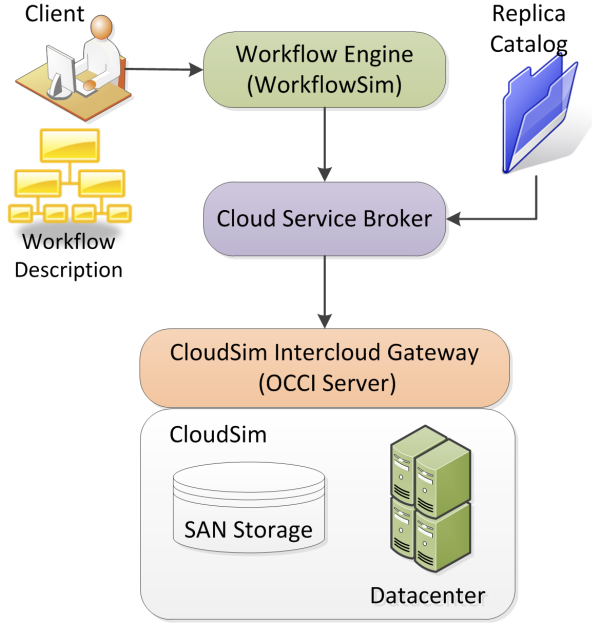 Client
Replica
Catalog
Workflow Engine
(WorkflowSim)
Cloud Service Broker
Workflow
Description
CloudSim Intercloud Gateway
(OCCI Server)
CloudSim
SAN Storage
Datacenter